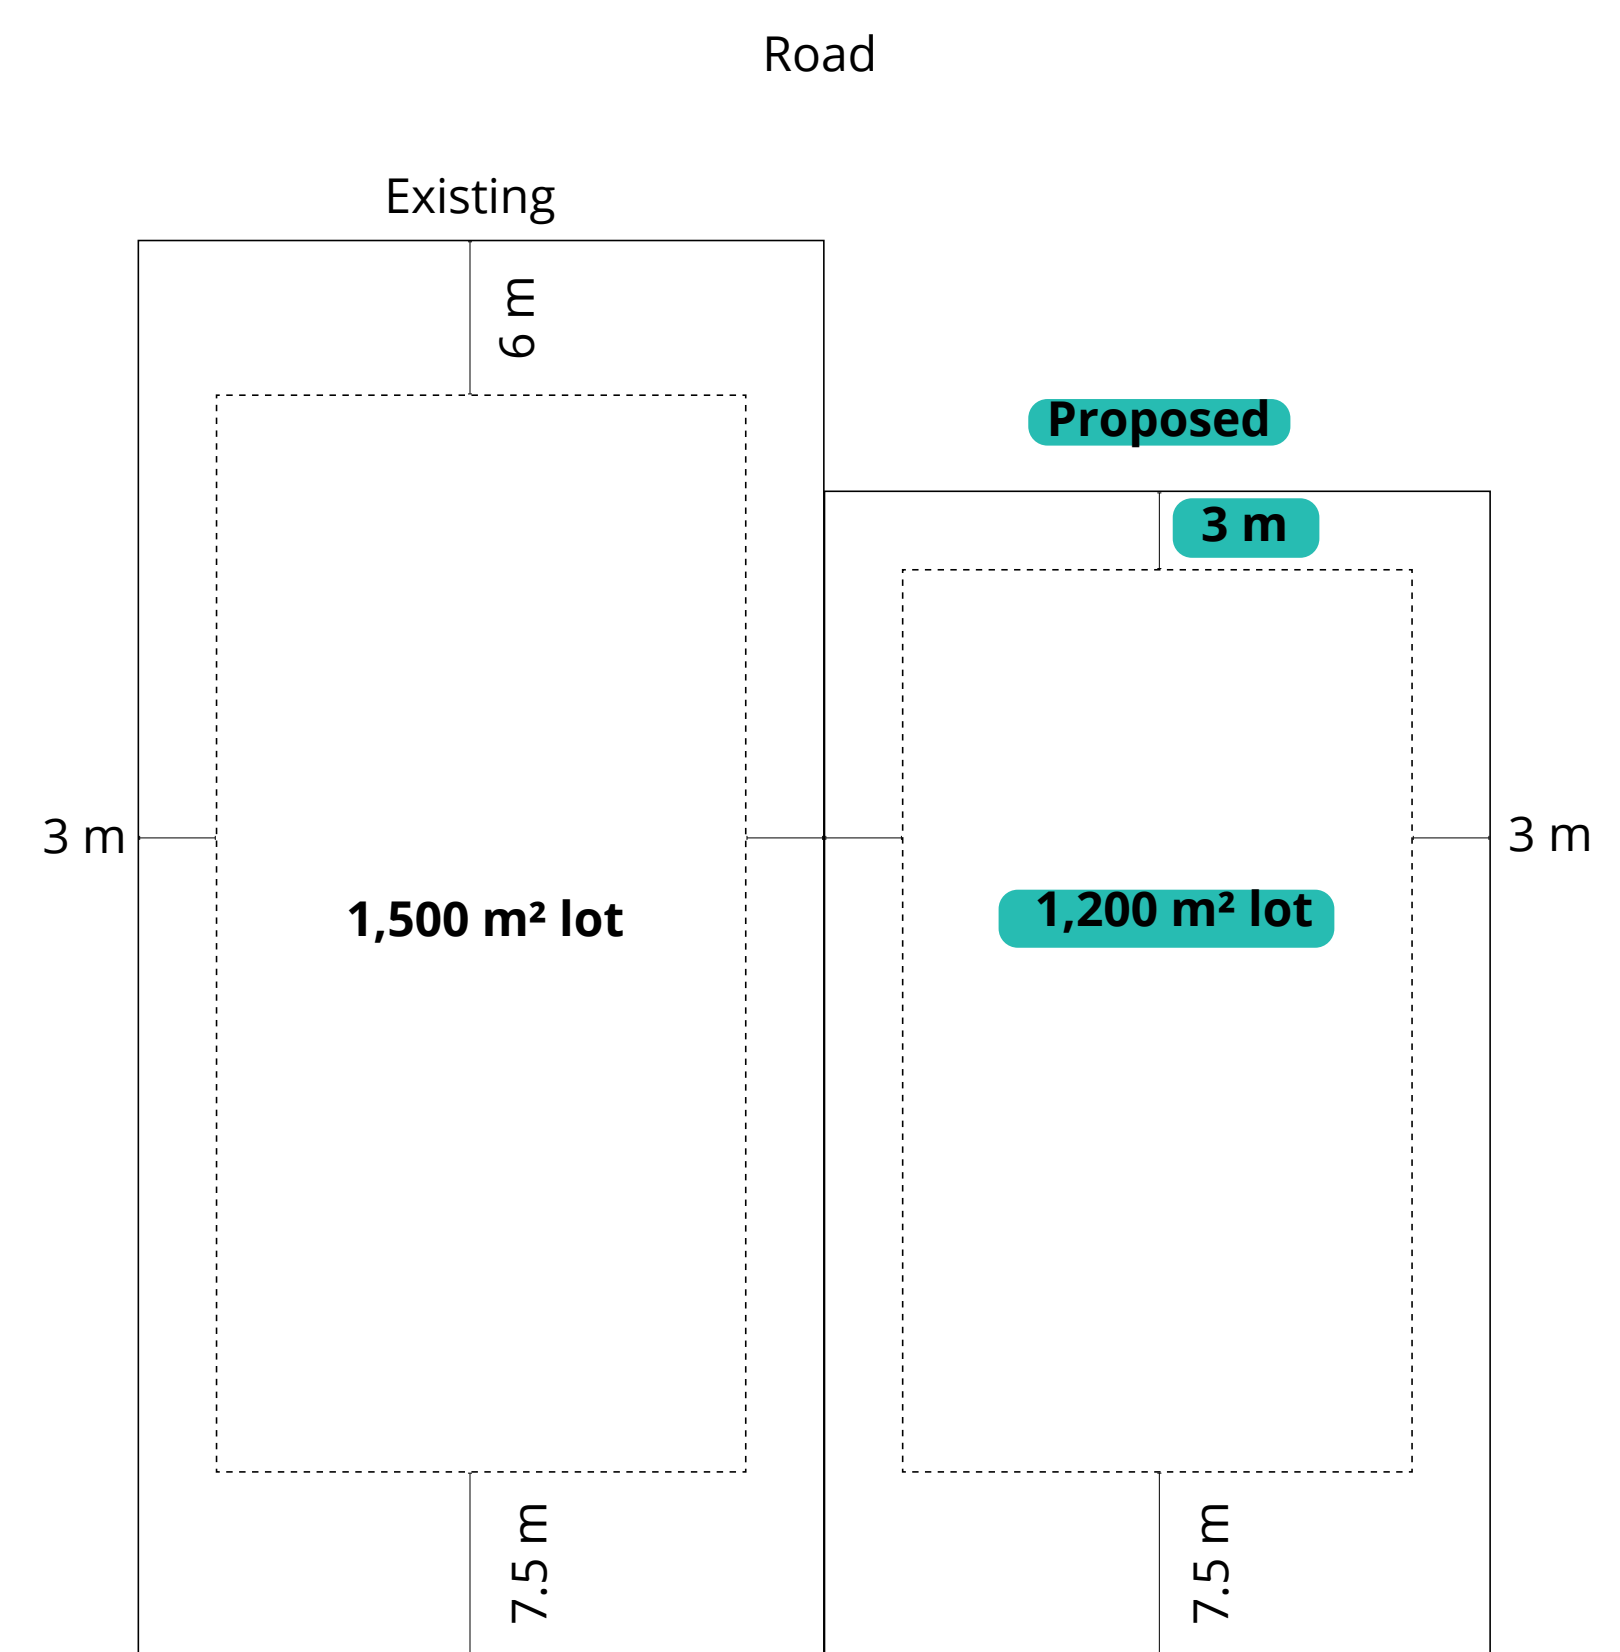 Road
Existing
6 m
Proposed
3 m
3 m
3 m
1,500 m² lot
1,200 m² lot
7.5 m
7.5 m